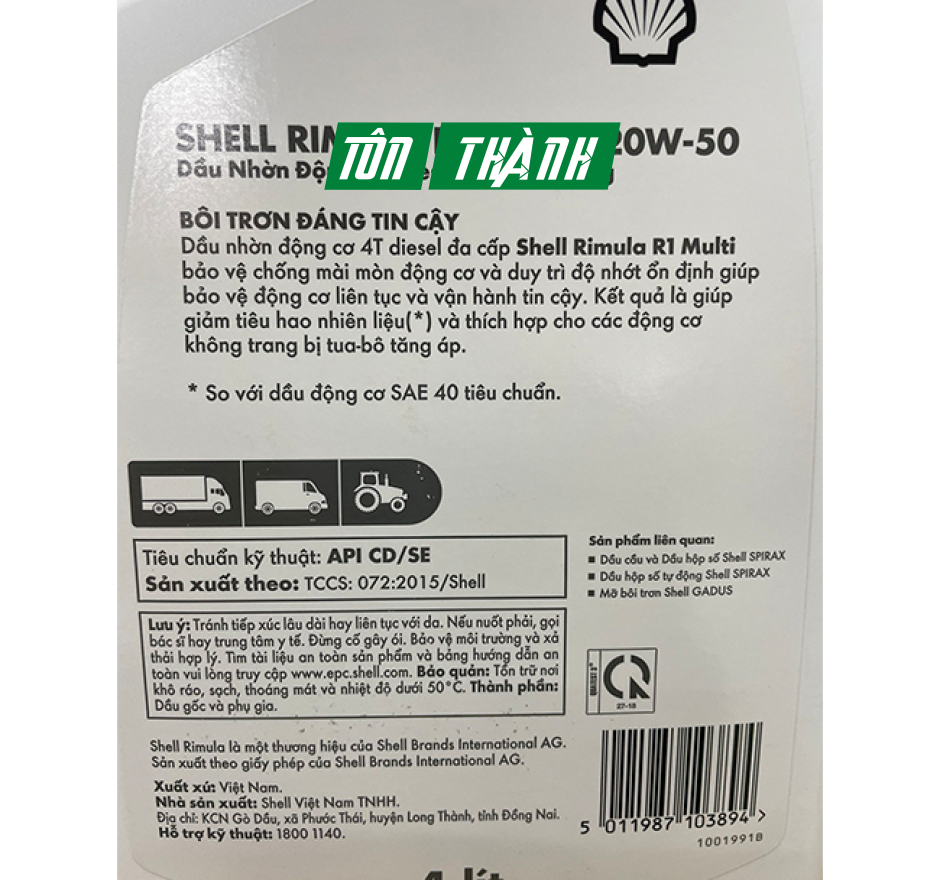 SHELL 20W-50
TÔN THÀNH
Dầu Nhờn
BÔI TRƠN ĐÁNG TIN CẬY
Dầu nhờn động cơ 4T diesel đa cấp Shell Rimula R1 Multi
bảo vệ chống mài mòn động cơ và duy trì độ nhớt ổn định giúp
bảo vệ động cơ liên tục và vận hành tin cậy. Kết quả là giúp
giảm tiêu hao nhiên liệu(*) và thích hợp cho các động cơ
không trang bị tua-bô tăng áp.
* So với dầu động cơ SAE 40 tiêu chuẩn.
Tiêu chuẩn kỹ thuật: API CD/SE
Sản xuất theo: TCCS: 072:2015/Shell
Sản phẩm liên quan:
▪ Dầu cầu và Dầu hộp số Shell SPIRAX
▪ Dầu hộp số tự động Shell SPIRAX
▪ Mỡ bôi trơn Shell GADUS
Lưu ý: Tránh tiếp xúc lâu dài hay liên tục với da. Nếu nuốt phải, gọi
bác sĩ hay trung tâm y tế. Đừng cố gây ói. Bảo vệ môi trường và xả
thải hợp lý. Tìm tài liệu an toàn sản phẩm và bảng hướng dẫn an
toàn vui lòng truy cập www.epc.shell.com. Bảo quản: Tồn trữ nơi
khô ráo, sạch, thoáng mát và nhiệt độ dưới 50°C. Thành phần:
Dầu gốc và phụ gia.
QUATEST 3
27-18
Shell Rimula là một thương hiệu của Shell Brands International AG.
Sản xuất theo giấy phép của Shell Brands International AG.
Xuất xứ: Việt Nam.
Nhà sản xuất: Shell Việt Nam TNHH.
Địa chỉ: KCN Gò Dầu, xã Phước Thái, huyện Long Thành, tỉnh Đồng Nai.
Hỗ trợ kỹ thuật: 1800 1140.
5 011987 103894 >
10019918